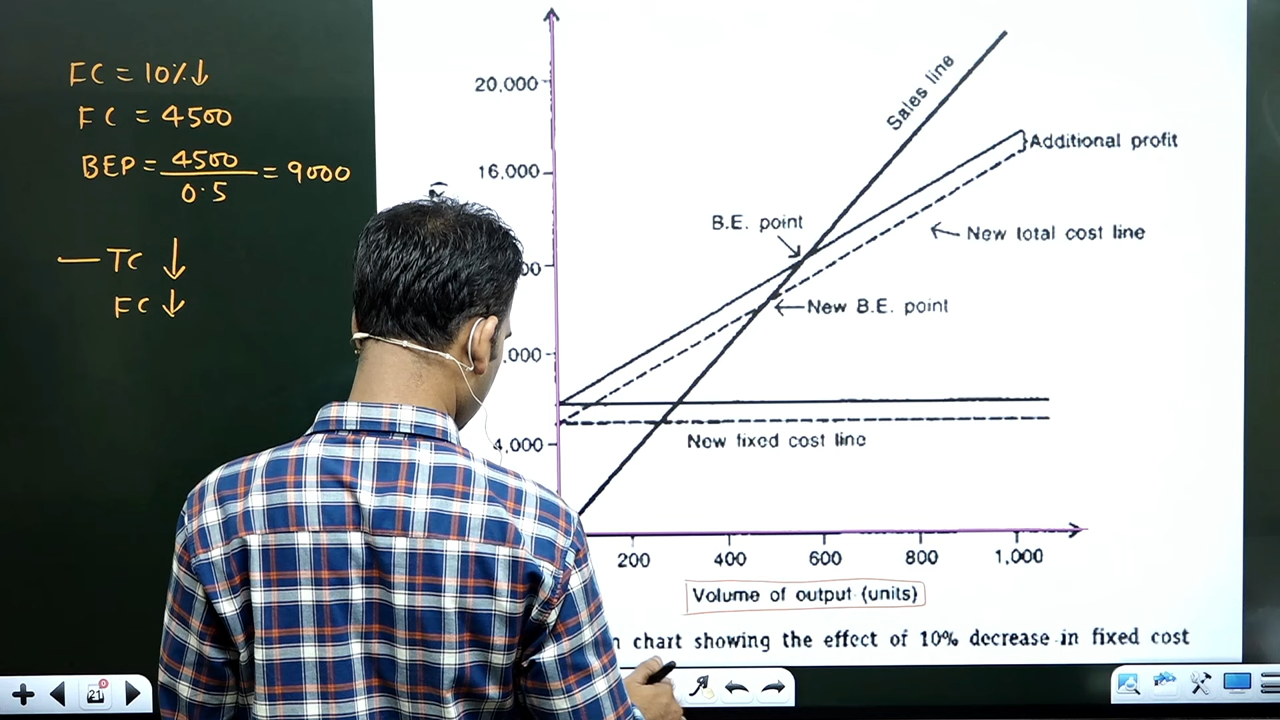 FC = 10%↓
FC = 4500
BEP = 4500 / 0.5 = 9000
— TC ↓
FC ↓
20,000
Sales line
Additional profit
16,000
B.E. point
New total cost line
New B.E. point
4,000
New fixed cost line
200 400 600 800 1,000
Volume of output (units)
chart showing the effect of 10% decrease in fixed cost
21